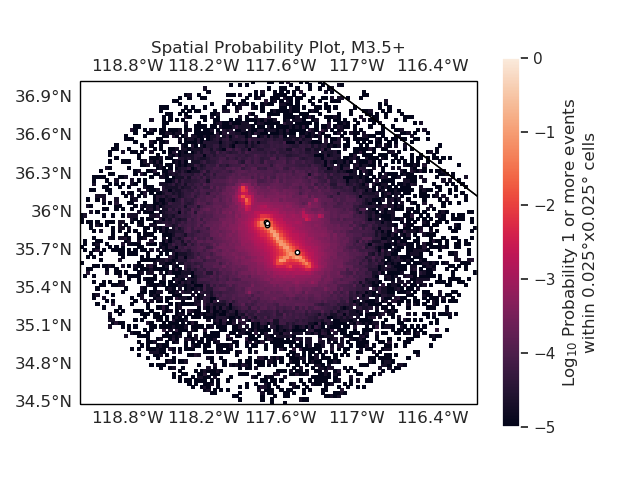 Spatial Probability Plot, M3.5+
118.8°W 118.2°W 117.6°W 117°W 116.4°W
36.9°N
36.6°N
36.3°N
36°N
35.7°N
35.4°N
35.1°N
34.8°N
34.5°N
118.8°W 118.2°W 117.6°W 117°W 116.4°W
0
−1
−2
−3
−4
−5
Log₁₀ Probability 1 or more events
within 0.025°x0.025° cells